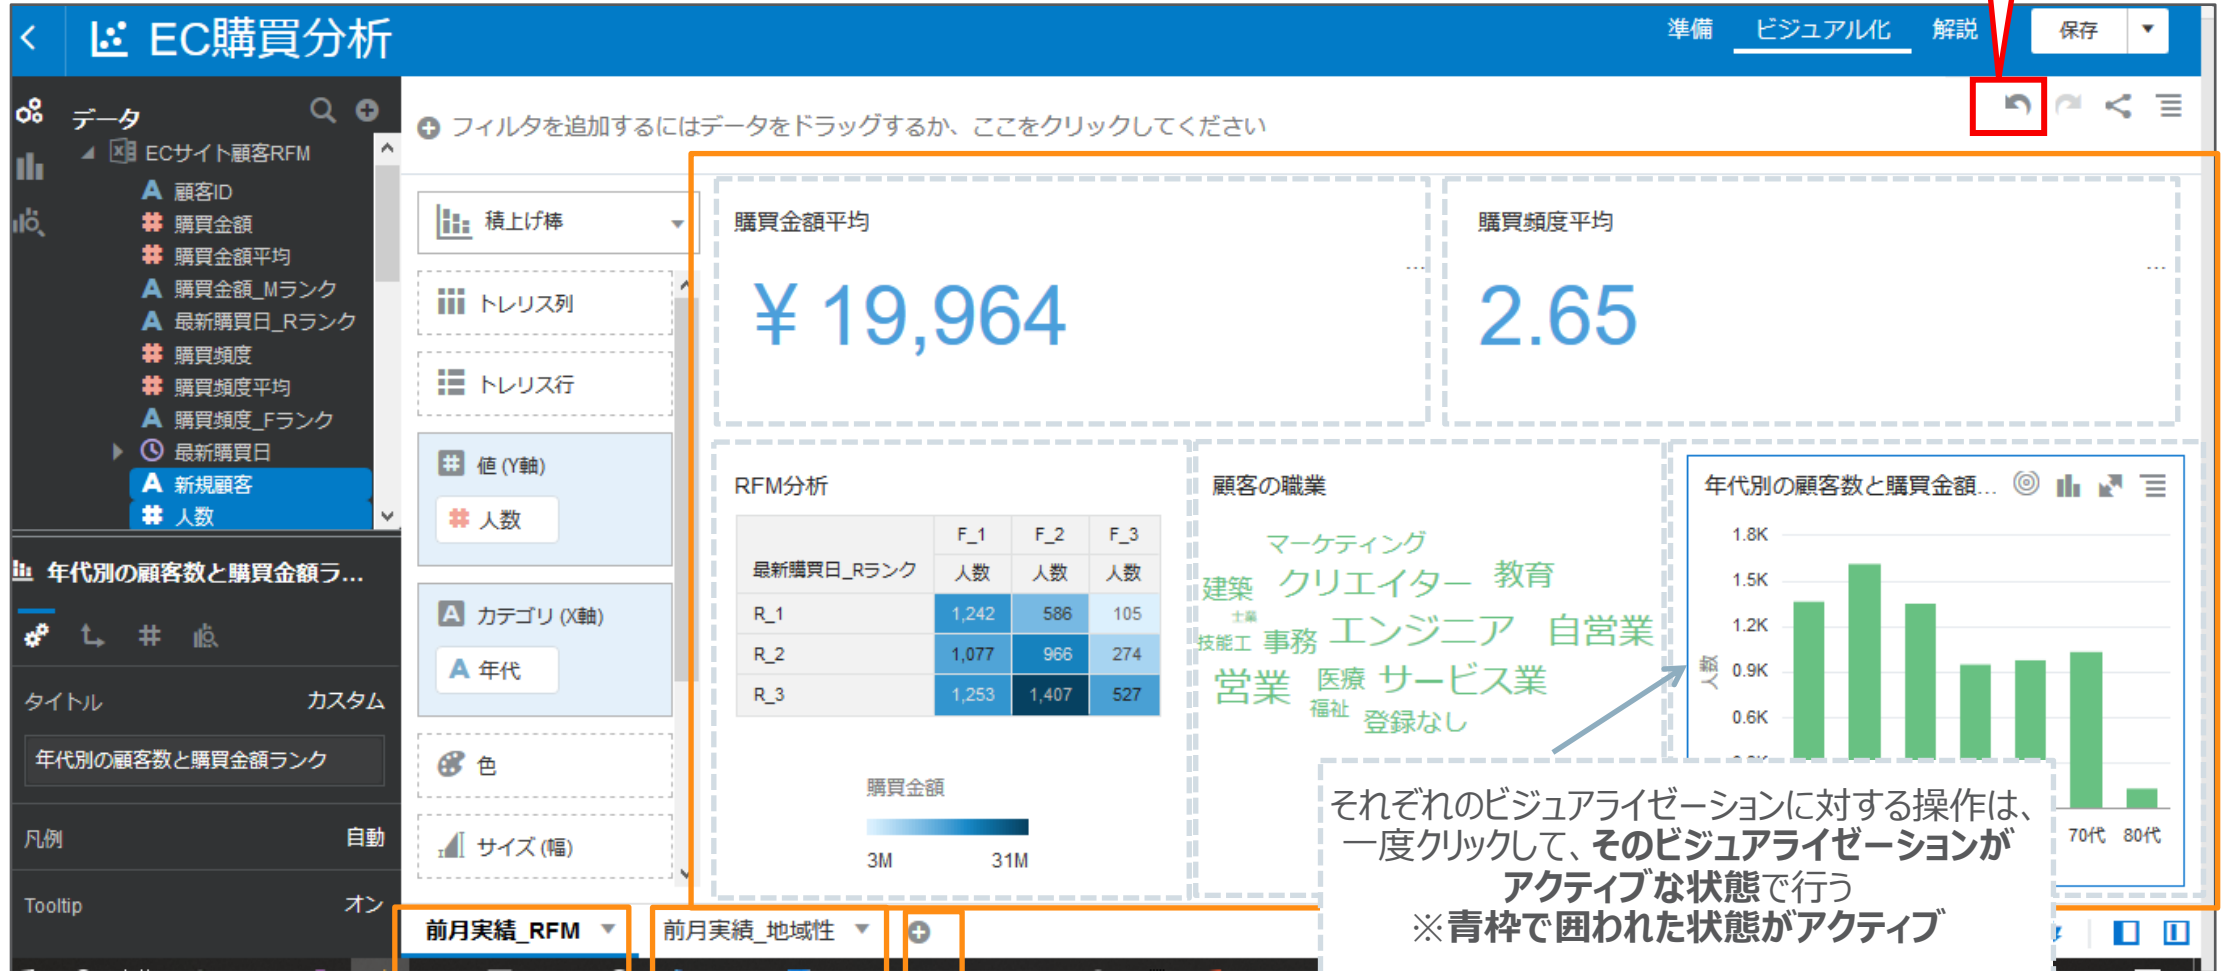 EC購買分析
準備 ビジュアル化 解説 保存
データ
フィルタを追加するにはデータをドラッグするか、ここをクリックしてください
ECサイト顧客RFM
顧客ID
購買金額
購買金額平均
購買金額_Mランク
最新購買日_Rランク
購買頻度
購買頻度平均
購買頻度_Fランク
最新購買日
新規顧客
人数
年代別の顧客数と購買金額ラ...
タイトル カスタム
年代別の顧客数と購買金額ランク
凡例 自動
Tooltip オン
積上げ棒
トレリス列
トレリス行
値 (Y軸)
人数
カテゴリ (X軸)
年代
色
サイズ (幅)
購買金額平均
...
¥ 19,964
購買頻度平均
...
2.65
RFM分析
F_1 F_2 F_3
最新購買日_Rランク 人数 人数 人数
R_1 1,242 586 105
R_2 1,077 966 274
R_3 1,253 1,407 527
購買金額
3M 31M
顧客の職業
マーケティング
建築 クリエイター 教育
士業
技能工 事務 エンジニア 自営業
営業 医療 サービス業
福祉 登録なし
年代別の顧客数と購買金額...
1.8K
1.5K
1.2K
0.9K
0.6K
人数
70代 80代
それぞれのビジュアライゼーションに対する操作は、
一度クリックして、そのビジュアライゼーションが
アクティブな状態で行う
※青枠で囲われた状態がアクティブ
前月実績_RFM 前月実績_地域性